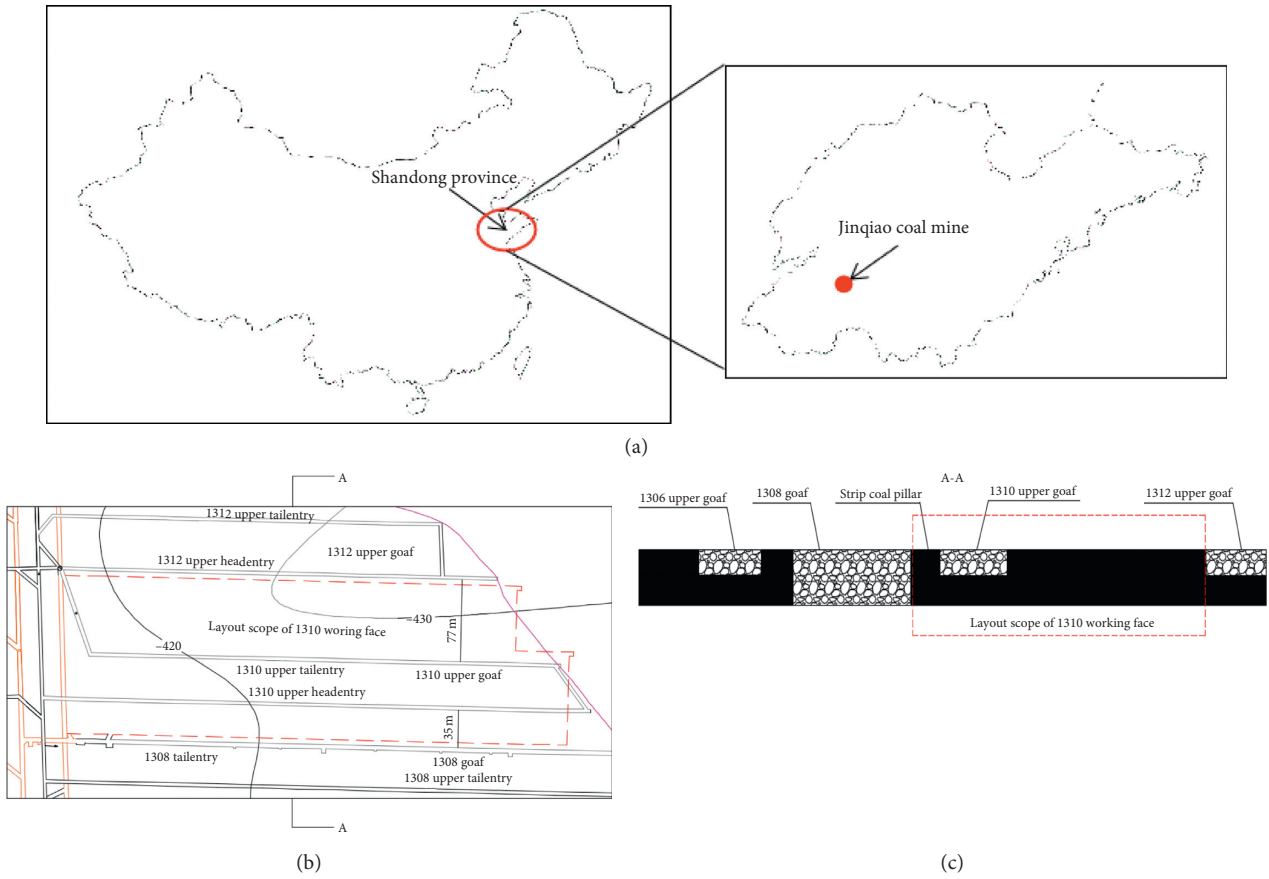 Shandong province
Jinqiao coal mine
(a)
A
1312 upper tailentry
1312 upper goaf
1312 upper headentry
Layout scope of 1310 woring face
-430
77 m
-420
1310 upper tailentry
1310 upper goaf
1310 upper headentry
35 m
1308 tailentry
1308 goaf
1308 upper tailentry
A
(b)
A-A
1306 upper goaf
1308 goaf
Strip coal pillar
1310 upper goaf
1312 upper goaf
Layout scope of 1310 working face
(c)